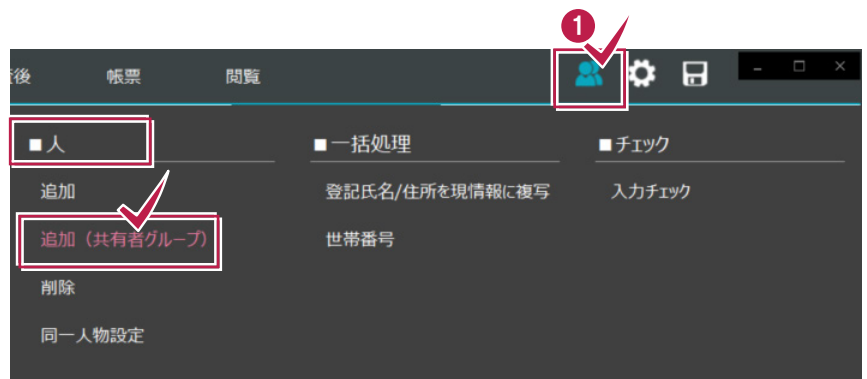 1
後 帳票 閲覧
■人 ■一括処理 ■チェック
追加 登記氏名/住所を現情報に複写 入力チェック
追加（共有者グループ） 世帯番号
削除
同一人物設定